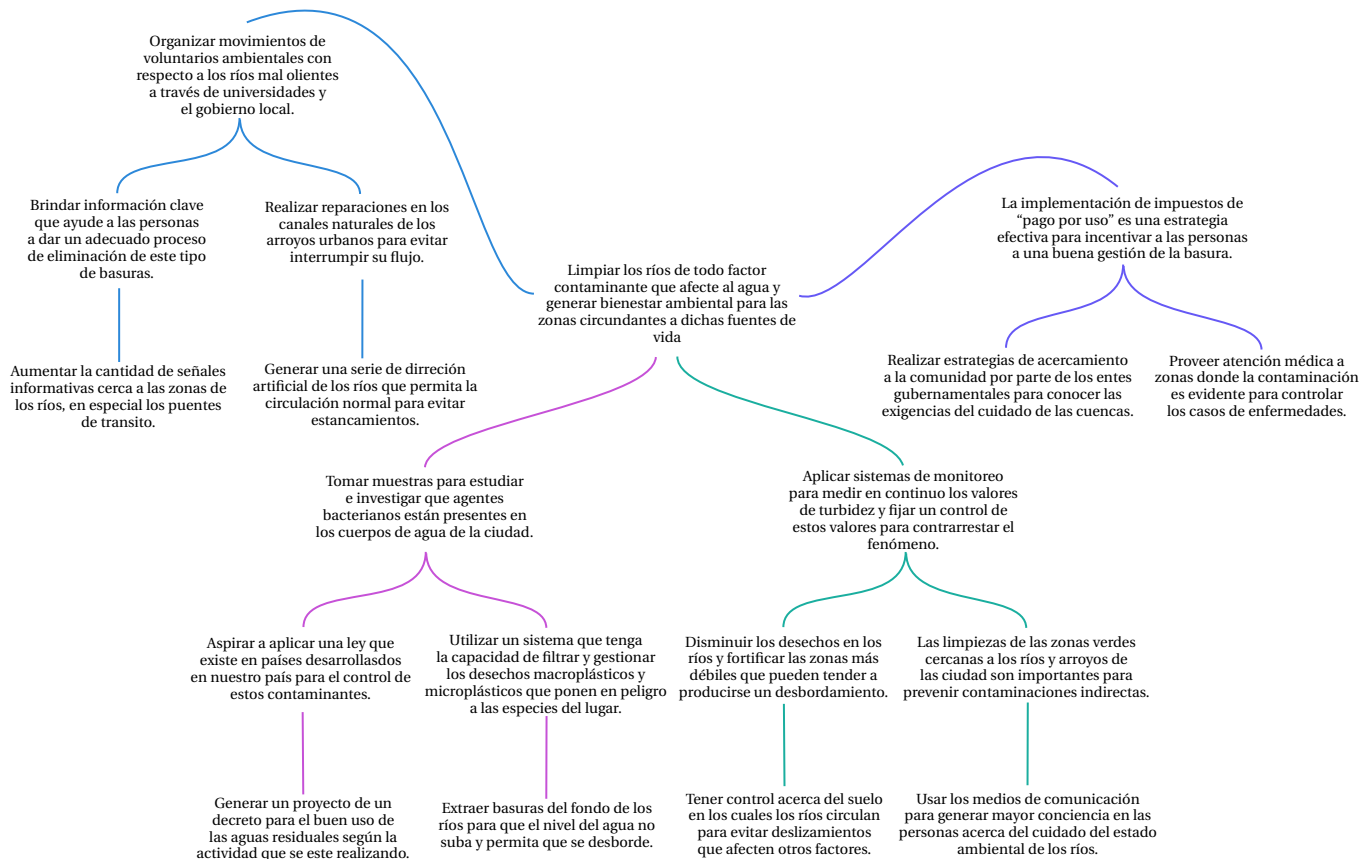 Organizar movimientos de
voluntarios ambientales con
respecto a los ríos mal olientes
a través de universidades y
el gobierno local.
Brindar información clave
que ayude a las personas
a dar un adecuado proceso
de eliminación de este tipo
de basuras.
Realizar reparaciones en los
canales naturales de los
arroyos urbanos para evitar
interrumpir su flujo.
Aumentar la cantidad de señales
informativas cerca a las zonas de
los ríos, en especial los puentes
de transito.
Generar una serie de dirreción
artificial de los ríos que permita la
circulación normal para evitar
estancamientos.
Limpiar los ríos de todo factor
contaminante que afecte al agua y
generar bienestar ambiental para las
zonas circundantes a dichas fuentes de
vida
La implementación de impuestos de
“pago por uso” es una estrategia
efectiva para incentivar a las personas
a una buena gestión de la basura.
Realizar estrategias de acercamiento
a la comunidad por parte de los entes
gubernamentales para conocer las
exigencias del cuidado de las cuencas.
Proveer atención médica a
zonas donde la contaminación
es evidente para controlar
los casos de enfermedades.
Tomar muestras para estudiar
e investigar que agentes
bacterianos están presentes en
los cuerpos de agua de la ciudad.
Aplicar sistemas de monitoreo
para medir en continuo los valores
de turbidez y fijar un control de
estos valores para contrarrestar el
fenómeno.
Aspirar a aplicar una ley que
existe en países desarrollasdos
en nuestro país para el control de
estos contaminantes.
Utilizar un sistema que tenga
la capacidad de filtrar y gestionar
los desechos macroplásticos y
microplásticos que ponen en peligro
a las especies del lugar.
Disminuir los desechos en los
ríos y fortificar las zonas más
débiles que pueden tender a
producirse un desbordamiento.
Las limpiezas de las zonas verdes
cercanas a los ríos y arroyos de
las ciudad son importantes para
prevenir contaminaciones indirectas.
Generar un proyecto de un
decreto para el buen uso de
las aguas residuales según la
actividad que se este realizando.
Extraer basuras del fondo de los
ríos para que el nivel del agua no
suba y permita que se desborde.
Tener control acerca del suelo
en los cuales los ríos circulan
para evitar deslizamientos
que afecten otros factores.
Usar los medios de comunicación
para generar mayor conciencia en las
personas acerca del cuidado del estado
ambiental de los ríos.